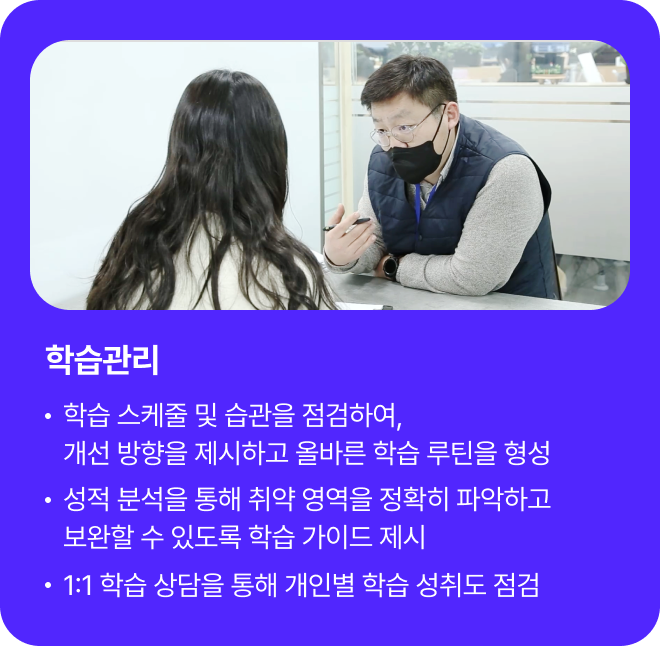 학습관리
• 학습 스케줄 및 습관을 점검하여,
개선 방향을 제시하고 올바른 학습 루틴을 형성
• 성적 분석을 통해 취약 영역을 정확히 파악하고
보완할 수 있도록 학습 가이드 제시
• 1:1 학습 상담을 통해 개인별 학습 성취도 점검